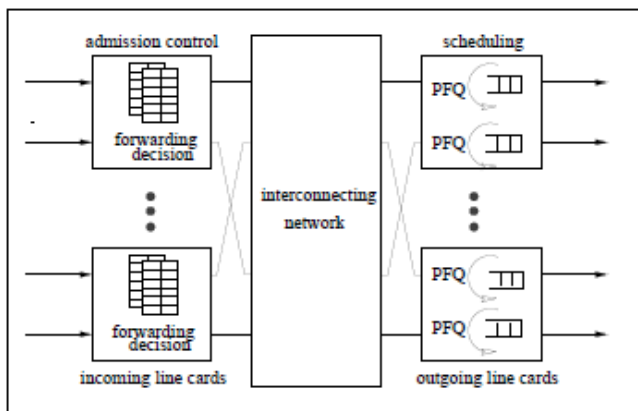 admission control
scheduling
forwarding
decision
PFQ
PFQ
interconnecting
network
forwarding
decision
PFQ
PFQ
incoming line cards
outgoing line cards